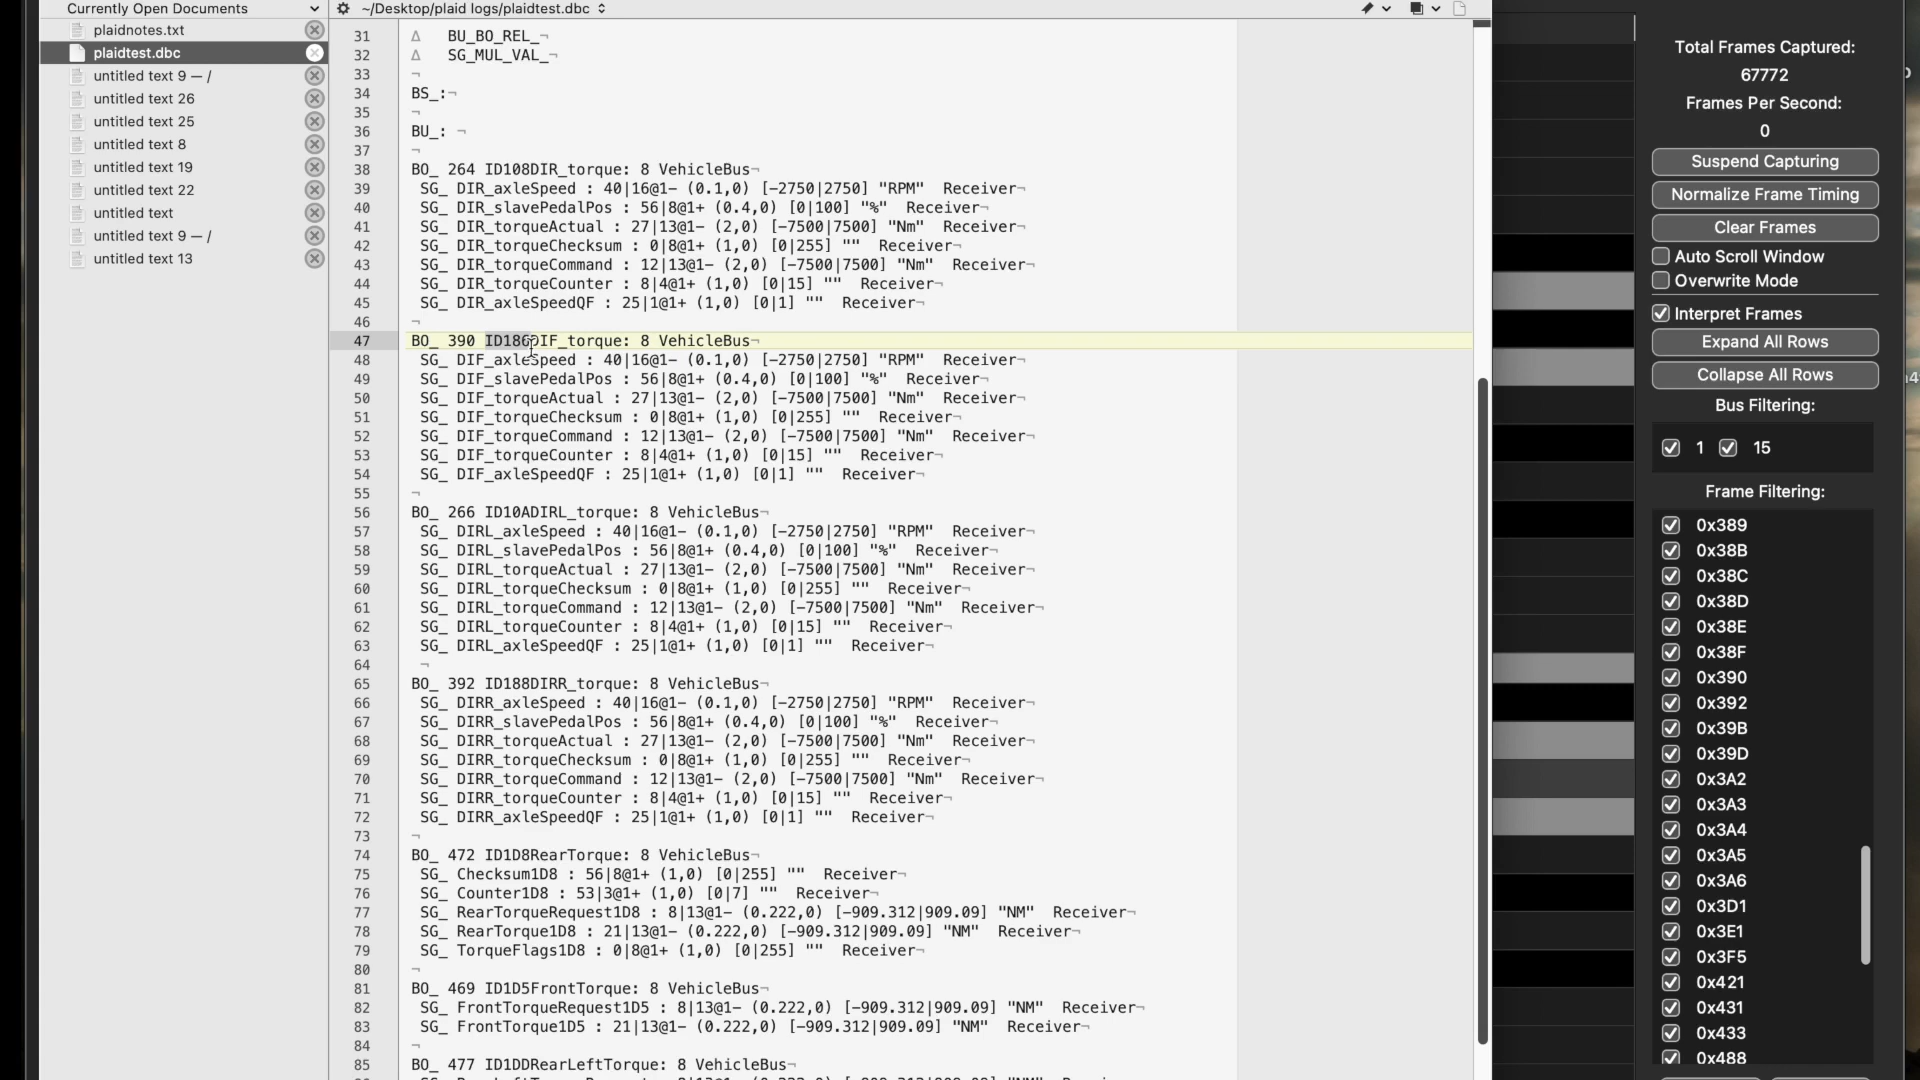 Currently Open Documents
plaidnotes.txt
plaidtest.dbc
untitled text 9 — /
untitled text 26
untitled text 25
untitled text 8
untitled text 19
untitled text 22
untitled text
untitled text 9 — /
untitled text 13
~/Desktop/plaid logs/plaidtest.dbc
31 Δ BU_BO_REL_¬
32 Δ SG_MUL_VAL_¬
33 ¬
34 BS_:¬
35 ¬
36 BU_: ¬
37 ¬
38 BO_ 264 ID108DIR_torque: 8 VehicleBus¬
39 SG_ DIR_axleSpeed : 40|16@1- (0.1,0) [-2750|2750] "RPM"  Receiver¬
40 SG_ DIR_slavePedalPos : 56|8@1+ (0.4,0) [0|100] "%"  Receiver¬
41 SG_ DIR_torqueActual : 27|13@1- (2,0) [-7500|7500] "Nm"  Receiver¬
42 SG_ DIR_torqueChecksum : 0|8@1+ (1,0) [0|255] ""  Receiver¬
43 SG_ DIR_torqueCommand : 12|13@1- (2,0) [-7500|7500] "Nm"  Receiver¬
44 SG_ DIR_torqueCounter : 8|4@1+ (1,0) [0|15] ""  Receiver¬
45 SG_ DIR_axleSpeedQF : 25|1@1+ (1,0) [0|1] ""  Receiver¬
46 ¬
47 BO_ 390 ID186DIF_torque: 8 VehicleBus¬
48 SG_ DIF_axleSpeed : 40|16@1- (0.1,0) [-2750|2750] "RPM"  Receiver¬
49 SG_ DIF_slavePedalPos : 56|8@1+ (0.4,0) [0|100] "%"  Receiver¬
50 SG_ DIF_torqueActual : 27|13@1- (2,0) [-7500|7500] "Nm"  Receiver¬
51 SG_ DIF_torqueChecksum : 0|8@1+ (1,0) [0|255] ""  Receiver¬
52 SG_ DIF_torqueCommand : 12|13@1- (2,0) [-7500|7500] "Nm"  Receiver¬
53 SG_ DIF_torqueCounter : 8|4@1+ (1,0) [0|15] ""  Receiver¬
54 SG_ DIF_axleSpeedQF : 25|1@1+ (1,0) [0|1] ""  Receiver¬
55 ¬
56 BO_ 266 ID10ADIRL_torque: 8 VehicleBus¬
57 SG_ DIRL_axleSpeed : 40|16@1- (0.1,0) [-2750|2750] "RPM"  Receiver¬
58 SG_ DIRL_slavePedalPos : 56|8@1+ (0.4,0) [0|100] "%"  Receiver¬
59 SG_ DIRL_torqueActual : 27|13@1- (2,0) [-7500|7500] "Nm"  Receiver¬
60 SG_ DIRL_torqueChecksum : 0|8@1+ (1,0) [0|255] ""  Receiver¬
61 SG_ DIRL_torqueCommand : 12|13@1- (2,0) [-7500|7500] "Nm"  Receiver¬
62 SG_ DIRL_torqueCounter : 8|4@1+ (1,0) [0|15] ""  Receiver¬
63 SG_ DIRL_axleSpeedQF : 25|1@1+ (1,0) [0|1] ""  Receiver¬
64 ¬
65 BO_ 392 ID188DIRR_torque: 8 VehicleBus¬
66 SG_ DIRR_axleSpeed : 40|16@1- (0.1,0) [-2750|2750] "RPM"  Receiver¬
67 SG_ DIRR_slavePedalPos : 56|8@1+ (0.4,0) [0|100] "%"  Receiver¬
68 SG_ DIRR_torqueActual : 27|13@1- (2,0) [-7500|7500] "Nm"  Receiver¬
69 SG_ DIRR_torqueChecksum : 0|8@1+ (1,0) [0|255] ""  Receiver¬
70 SG_ DIRR_torqueCommand : 12|13@1- (2,0) [-7500|7500] "Nm"  Receiver¬
71 SG_ DIRR_torqueCounter : 8|4@1+ (1,0) [0|15] ""  Receiver¬
72 SG_ DIRR_axleSpeedQF : 25|1@1+ (1,0) [0|1] ""  Receiver¬
73 ¬
74 BO_ 472 ID1D8RearTorque: 8 VehicleBus¬
75 SG_ Checksum1D8 : 56|8@1+ (1,0) [0|255] ""  Receiver¬
76 SG_ Counter1D8 : 53|3@1+ (1,0) [0|7] ""  Receiver¬
77 SG_ RearTorqueRequest1D8 : 8|13@1- (0.222,0) [-909.312|909.09] "NM"  Receiver¬
78 SG_ RearTorque1D8 : 21|13@1- (0.222,0) [-909.312|909.09] "NM"  Receiver¬
79 SG_ TorqueFlags1D8 : 0|8@1+ (1,0) [0|255] ""  Receiver¬
80 ¬
81 BO_ 469 ID1D5FrontTorque: 8 VehicleBus¬
82 SG_ FrontTorqueRequest1D5 : 8|13@1- (0.222,0) [-909.312|909.09] "NM"  Receiver¬
83 SG_ FrontTorque1D5 : 21|13@1- (0.222,0) [-909.312|909.09] "NM"  Receiver¬
84 ¬
85 BO_ 477 ID1DDRearLeftTorque: 8 VehicleBus¬
Total Frames Captured:
67772
Frames Per Second:
0
Suspend Capturing
Normalize Frame Timing
Clear Frames
Auto Scroll Window
Overwrite Mode
Interpret Frames
Expand All Rows
Collapse All Rows
Bus Filtering:
1 15
Frame Filtering:
0x389
0x38B
0x38C
0x38D
0x38E
0x38F
0x390
0x392
0x39B
0x39D
0x3A2
0x3A3
0x3A4
0x3A5
0x3A6
0x3D1
0x3E1
0x3F5
0x421
0x431
0x433
0x488